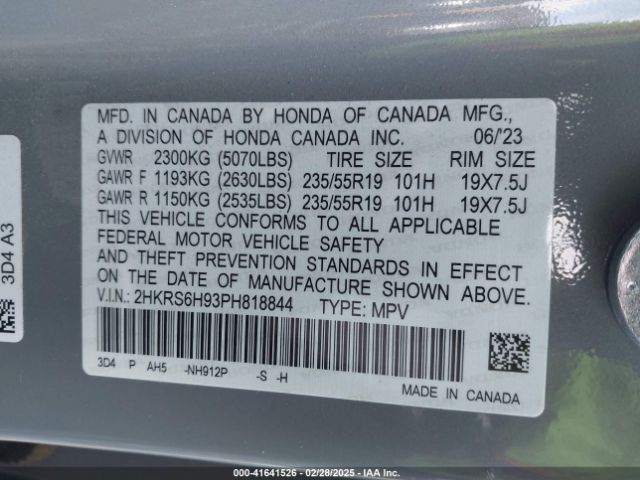 MFD. IN CANADA BY HONDA OF CANADA MFG.,
A DIVISION OF HONDA CANADA INC. 06/'23
GVWR 2300KG (5070LBS) TIRE SIZE RIM SIZE
GAWR F 1193KG (2630LBS) 235/55R19 101H 19X7.5J
GAWR R 1150KG (2535LBS) 235/55R19 101H 19X7.5J
THIS VEHICLE CONFORMS TO ALL APPLICABLE
FEDERAL MOTOR VEHICLE SAFETY
AND THEFT PREVENTION STANDARDS IN EFFECT
ON THE DATE OF MANUFACTURE SHOWN ABOVE.
V.I.N.: 2HKRS6H93PH818844 TYPE: MPV
3D4 P AH5 -NH912P -S -H
MADE IN CANADA
3D4 A3
000-41641526 | 02/28/2025 - IAA Inc.